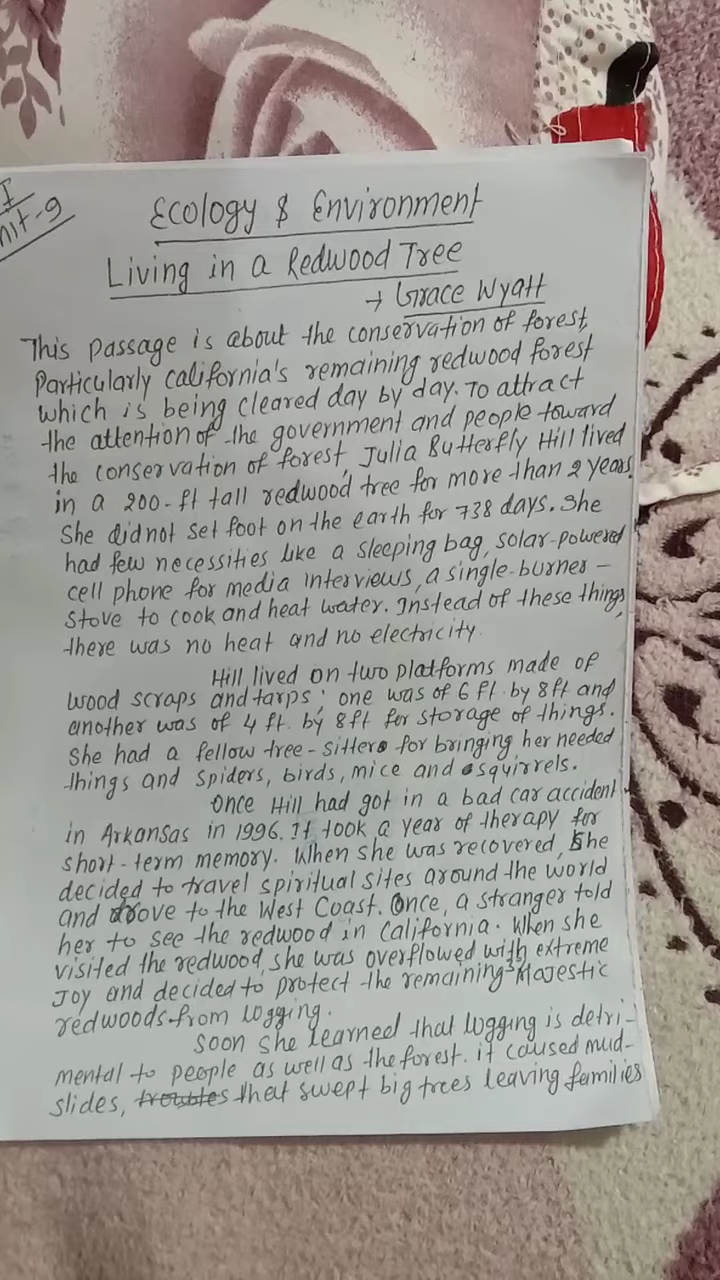 I
nit-9
Ecology & Environment
Living in a Redwood Tree
→ Grace Wyatt
This passage is about the conservation of forest,
Particularly California's remaining redwood forest
which is being cleared day by day. To attract
the attention of the government and people toward
the conservation of forest, Julia Butterfly Hill lived
in a 200-ft tall redwood tree for more than 2 years.
She did not set foot on the earth for 738 days. She
had few necessities like a sleeping bag, solar-powered
cell phone for media interviews, a single-burner -
stove to cook and heat water. Instead of these things,
there was no heat and no electricity.
Hill lived on two platforms made of
wood scraps and tarps; one was of 6 ft by 8 ft and
another was of 4 ft. by 8 ft for storage of things.
She had a fellow tree-sitters for bringing her needed
things and spiders, birds, mice and squirrels.
Once Hill had got in a bad car accident
in Arkansas in 1996. It took a year of therapy for
short-term memory. When she was recovered, She
decided to travel spiritual sites around the world
and drove to the West Coast. Once, a stranger told
her to see the redwood in California. When she
visited the redwood, she was overflowed with extreme
Joy and decided to protect the remaining Majestic
redwoods from logging.
Soon she learned that logging is detri-
mental to people as well as the forest. it caused mud-
slides, troubles that swept big trees leaving families